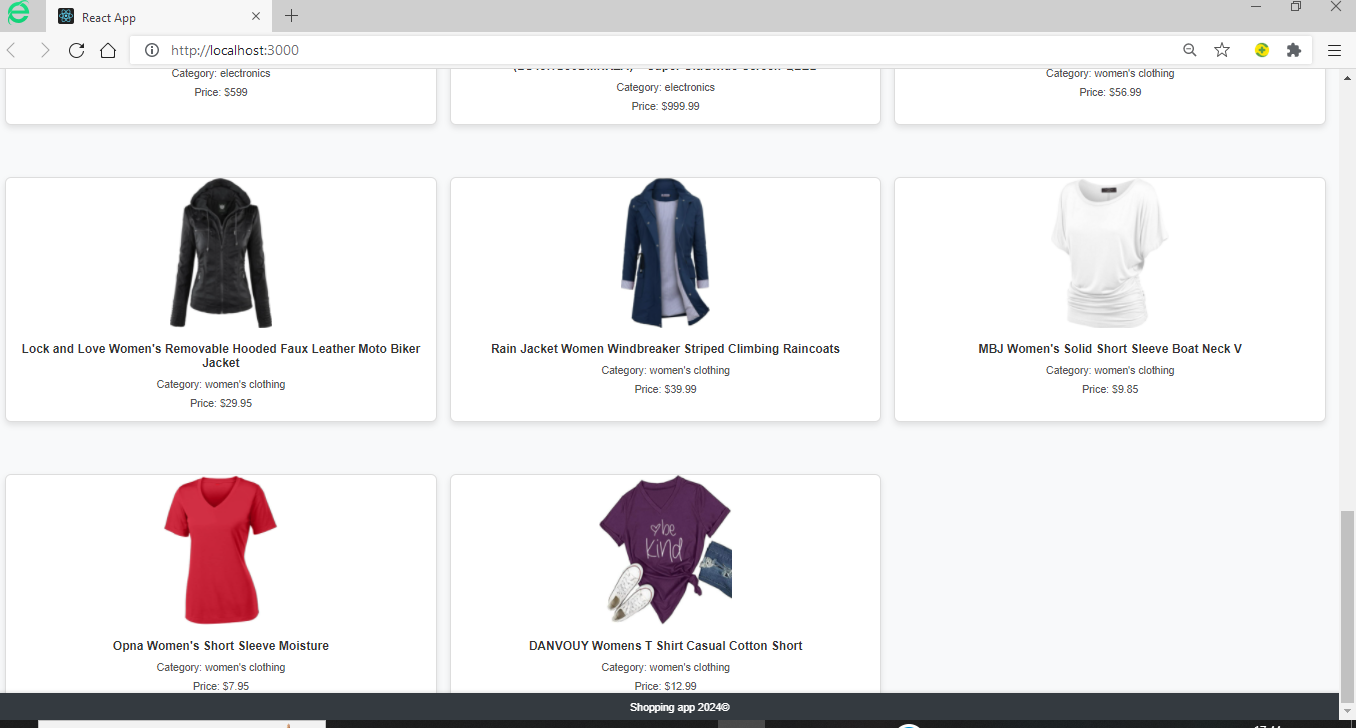 React App
http://localhost:3000
Category: electronics
Price: $599
Category: electronics
Price: $999.99
Category: women's clothing
Price: $56.99
Lock and Love Women's Removable Hooded Faux Leather Moto Biker
Jacket
Category: women's clothing
Price: $29.95
Rain Jacket Women Windbreaker Striped Climbing Raincoats
Category: women's clothing
Price: $39.99
MBJ Women's Solid Short Sleeve Boat Neck V
Category: women's clothing
Price: $9.85
Opna Women's Short Sleeve Moisture
Category: women's clothing
Price: $7.95
be
kind
DANVOUY Womens T Shirt Casual Cotton Short
Category: women's clothing
Price: $12.99
Shopping app 2024©